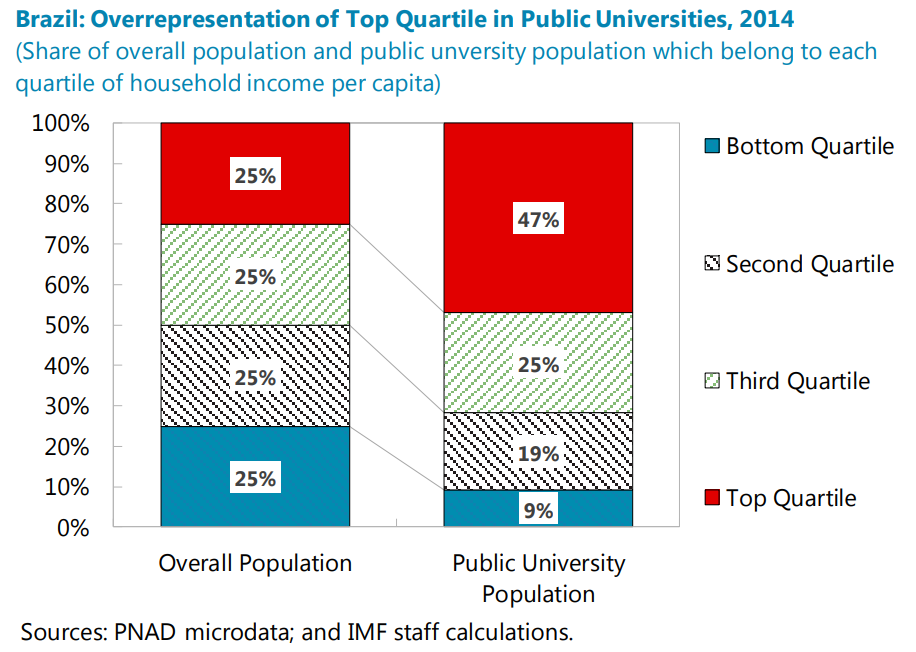 Brazil: Overrepresentation of Top Quartile in Public Universities, 2014
(Share of overall population and public unversity population which belong to each
quartile of household income per capita)
100%
90%
80%
70%
60%
50%
40%
30%
20%
10%
0%
25%
25%
25%
25%
47%
25%
19%
9%
Overall Population
Public University
Population
Bottom Quartile
Second Quartile
Third Quartile
Top Quartile
Sources: PNAD microdata; and IMF staff calculations.